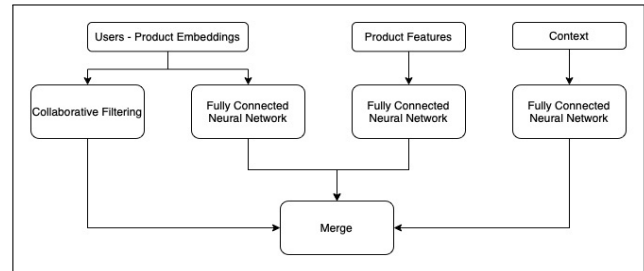 Users - Product Embeddings
Product Features
Context
Collaborative Filtering
Fully Connected
Neural Network
Fully Connected
Neural Network
Fully Connected
Neural Network
Merge